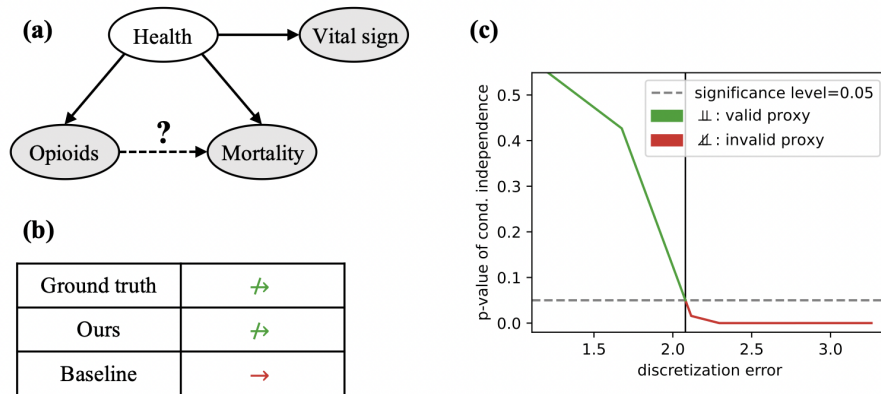 (a)
Health
Vital sign
?
Opioids
Mortality
(b)
Ground truth ↛
Ours ↛
Baseline →
(c)
p-value of cond. independence
0.5
0.4
0.3
0.2
0.1
0.0
significance level=0.05
⫫ : valid proxy
⫫̸ : invalid proxy
1.5 2.0 2.5 3.0
discretization error